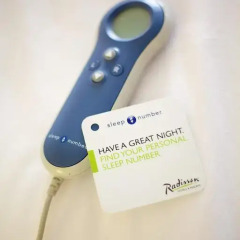 sleep number
sleep number
HAVE A GREAT NIGHT.
FIND YOUR PERSONAL
SLEEP NUMBER.
Radisson